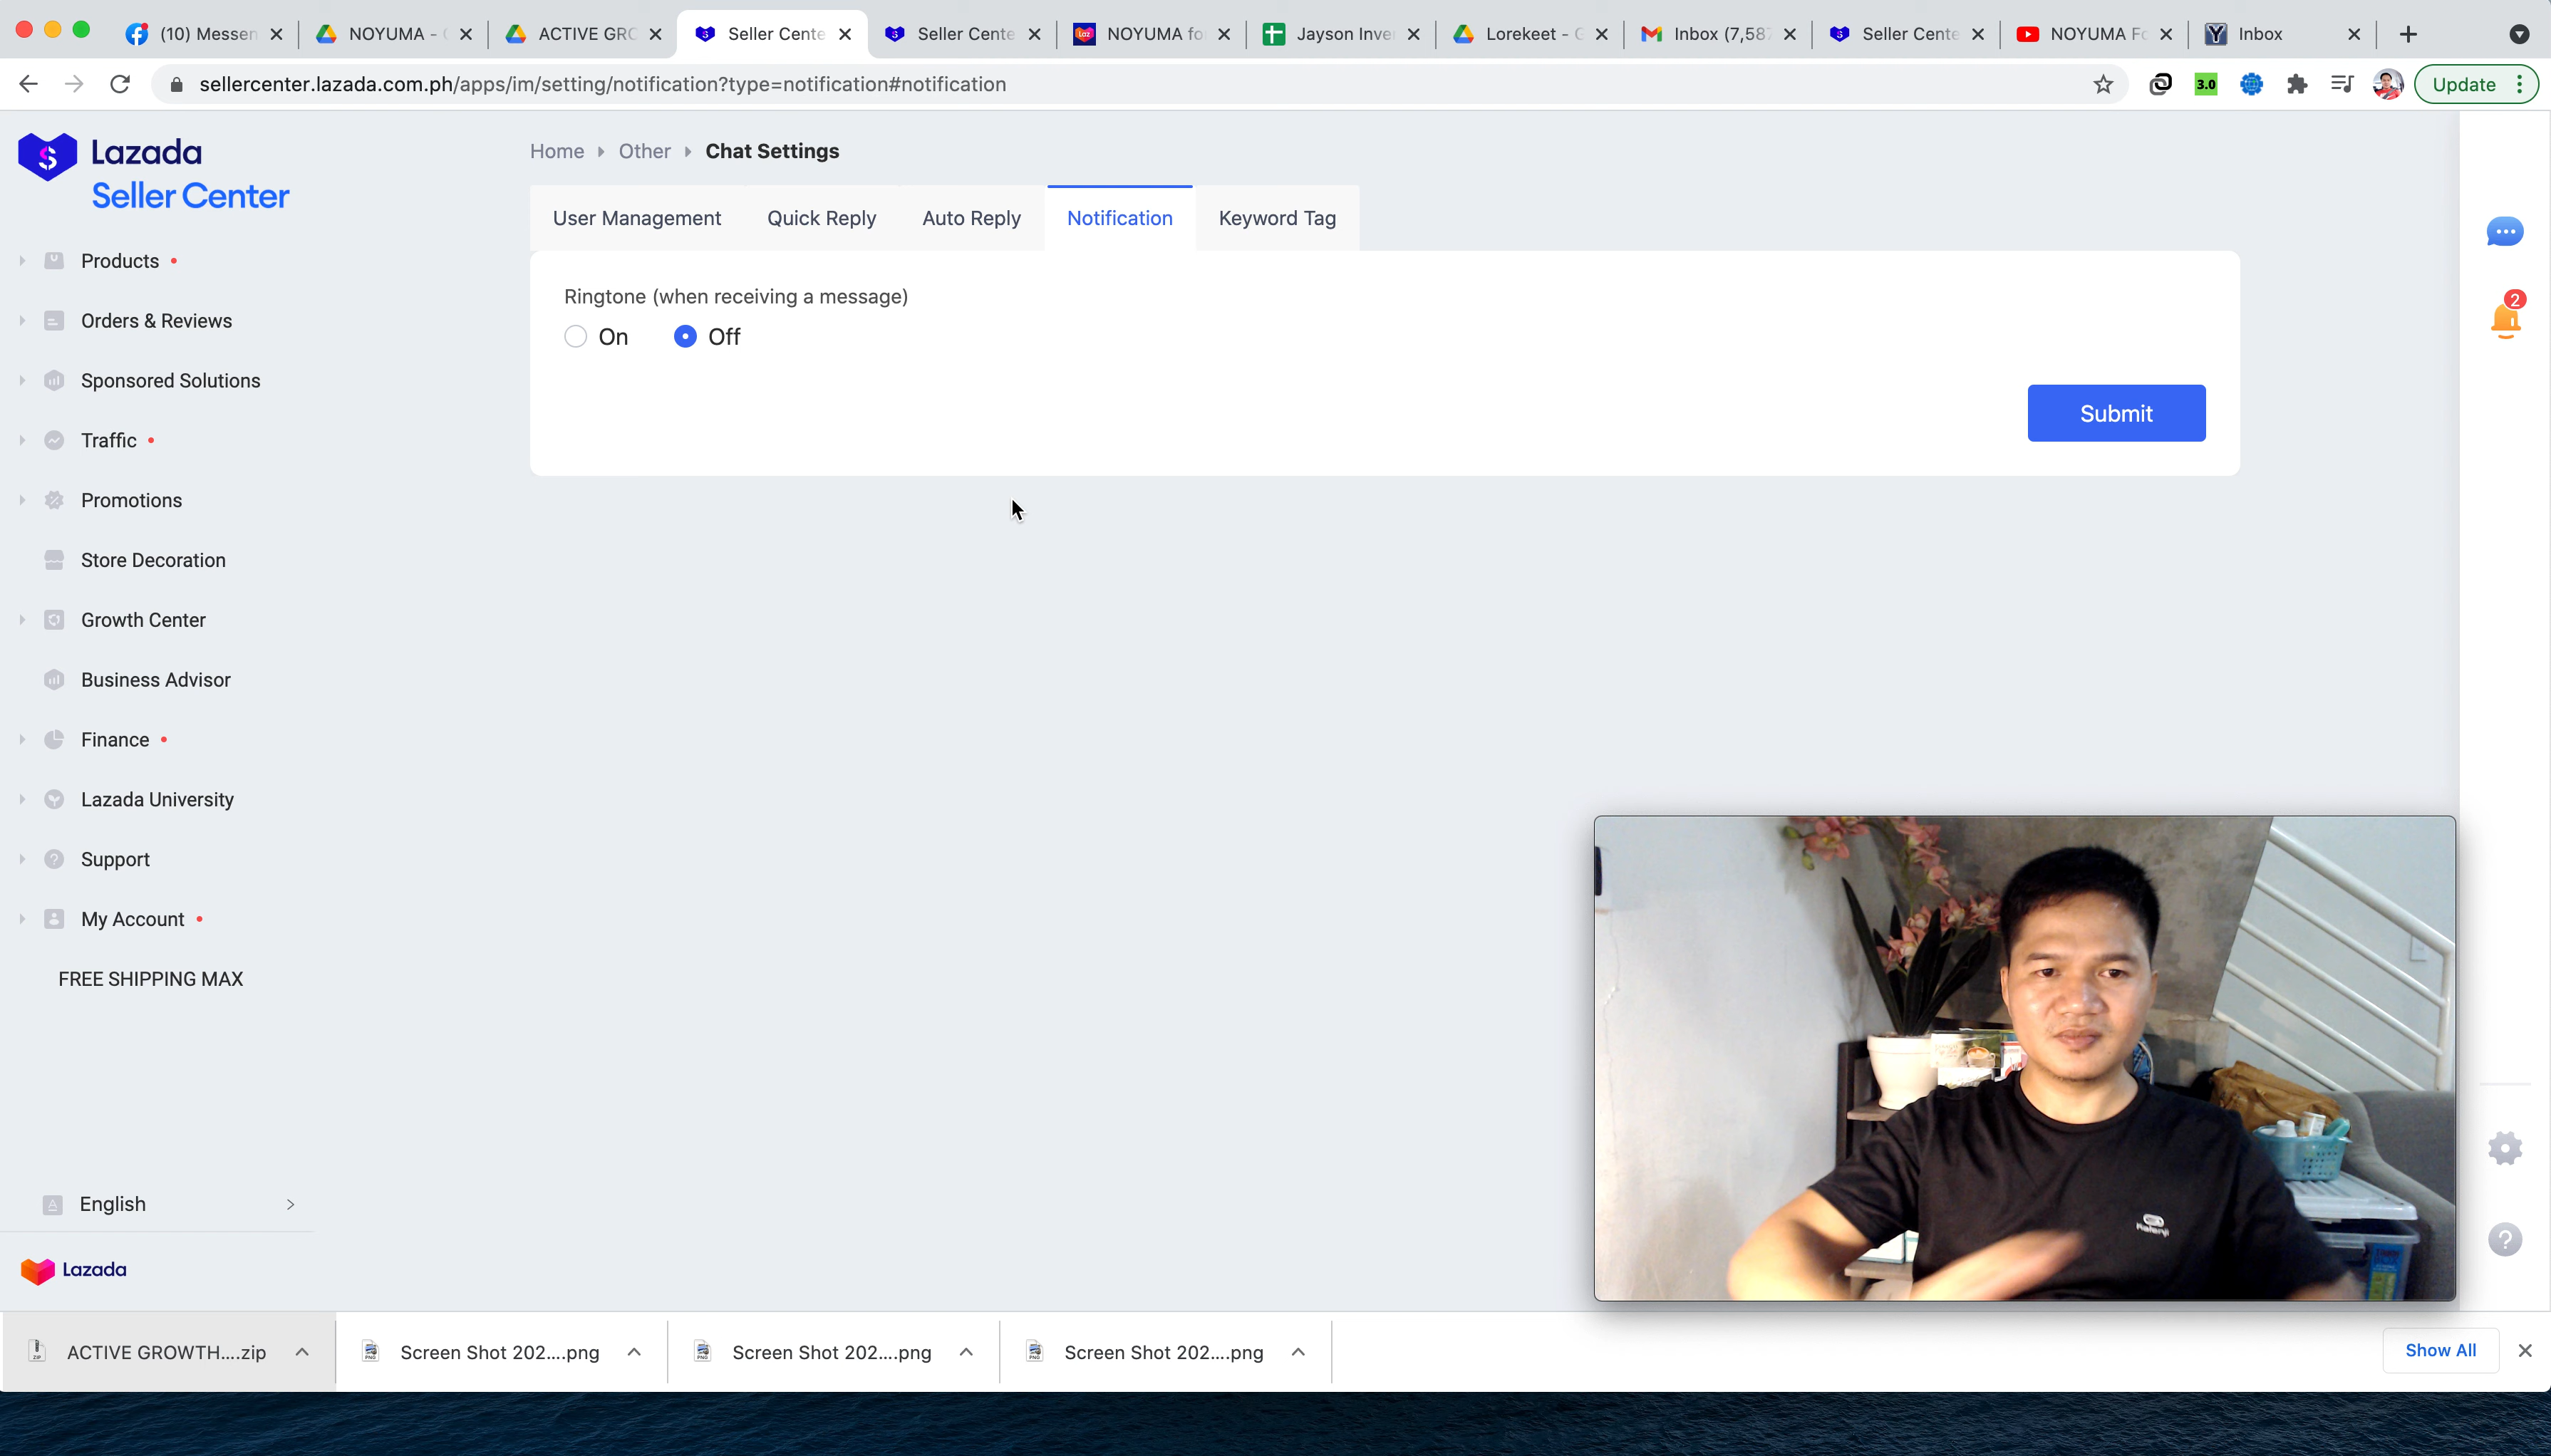 (10) Messen
NOYUMA - G
ACTIVE GRO
Seller Cente
Seller Cente
NOYUMA fo
Jayson Inve
Lorekeet - G
Inbox (7,587
Seller Cente
NOYUMA Fo
Inbox
sellercenter.lazada.com.ph/apps/im/setting/notification?type=notification#notification
3.0
Update
Lazada
Seller Center
Home
Other
Chat Settings
User Management
Quick Reply
Auto Reply
Notification
Keyword Tag
Ringtone (when receiving a message)
On
Off
Submit
2
Products
Orders & Reviews
Sponsored Solutions
Traffic
Promotions
Store Decoration
Growth Center
Business Advisor
Finance
Lazada University
Support
My Account
FREE SHIPPING MAX
English
Lazada
ACTIVE GROWTH....zip
Screen Shot 202....png
Screen Shot 202....png
Screen Shot 202....png
Show All